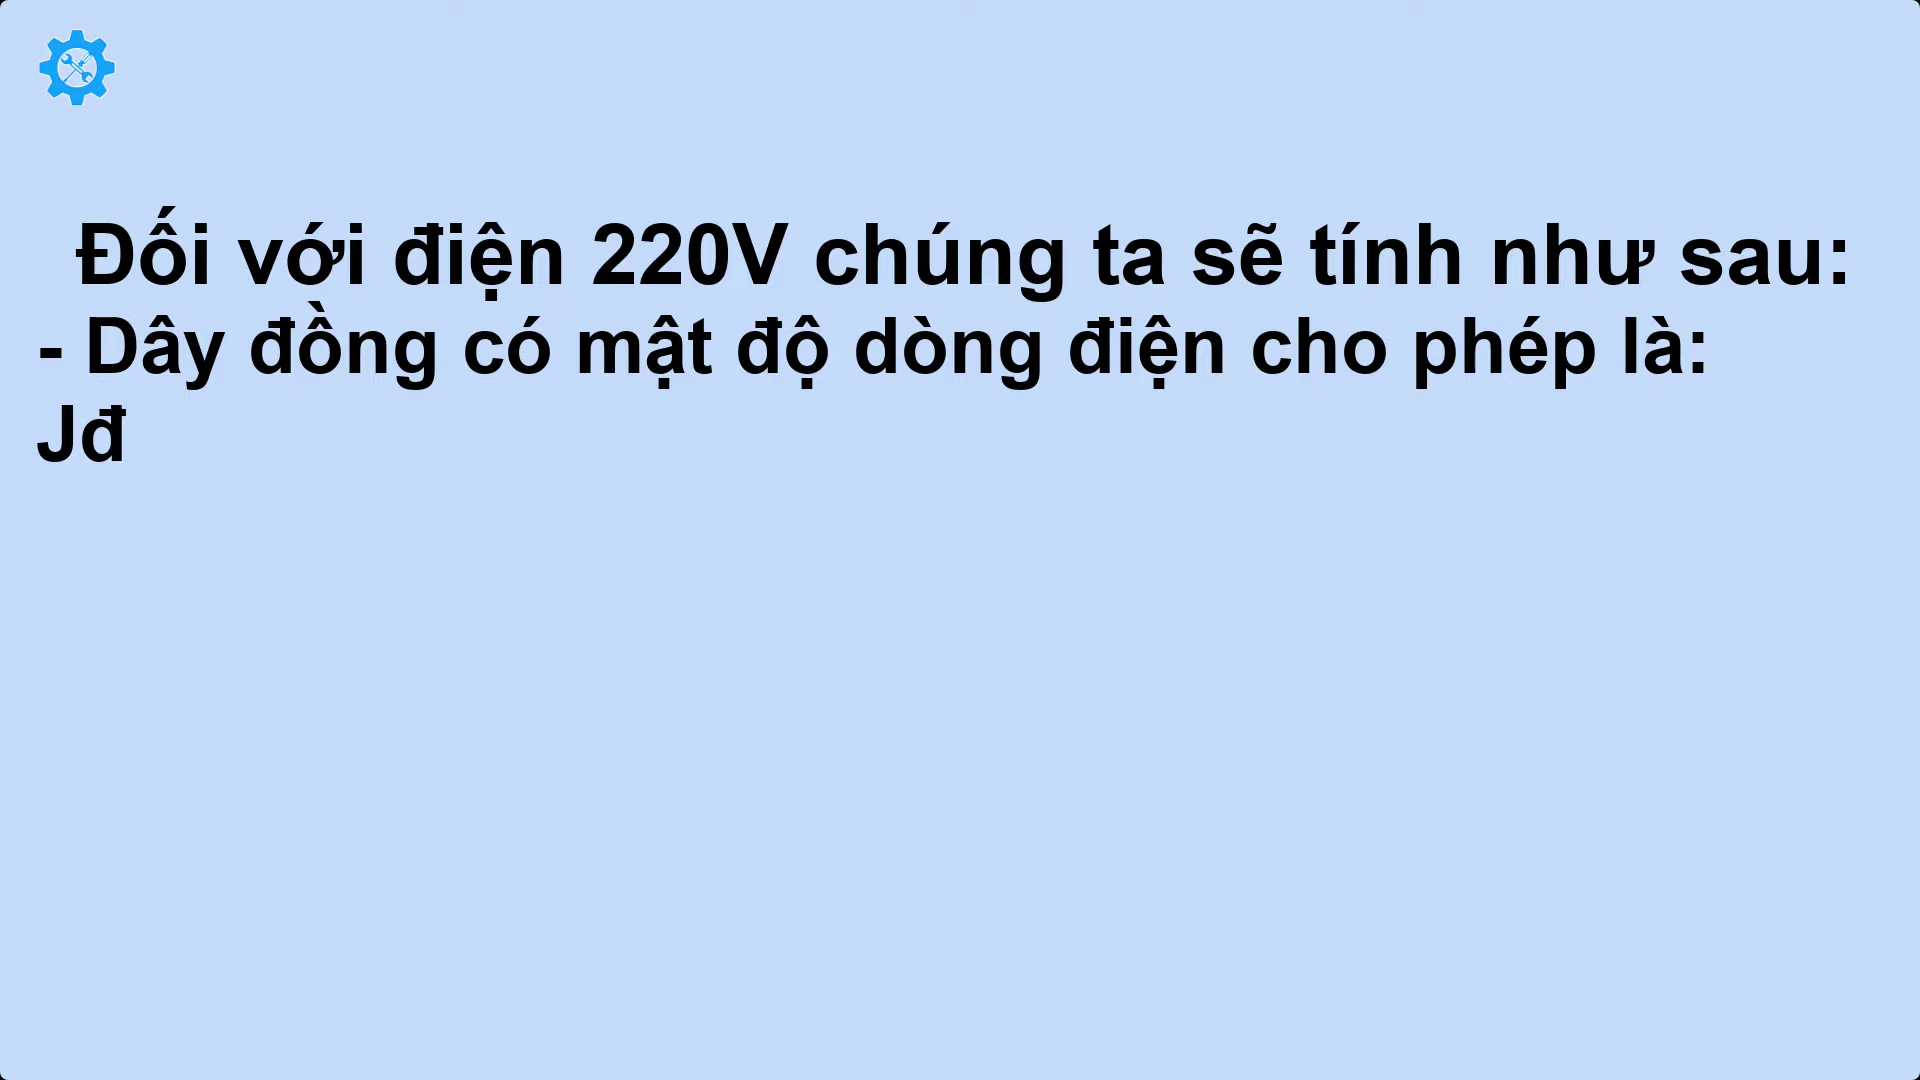 Đối với điện 220V chúng ta sẽ tính như sau:
- Dây đồng có mật độ dòng điện cho phép là:
Jđ